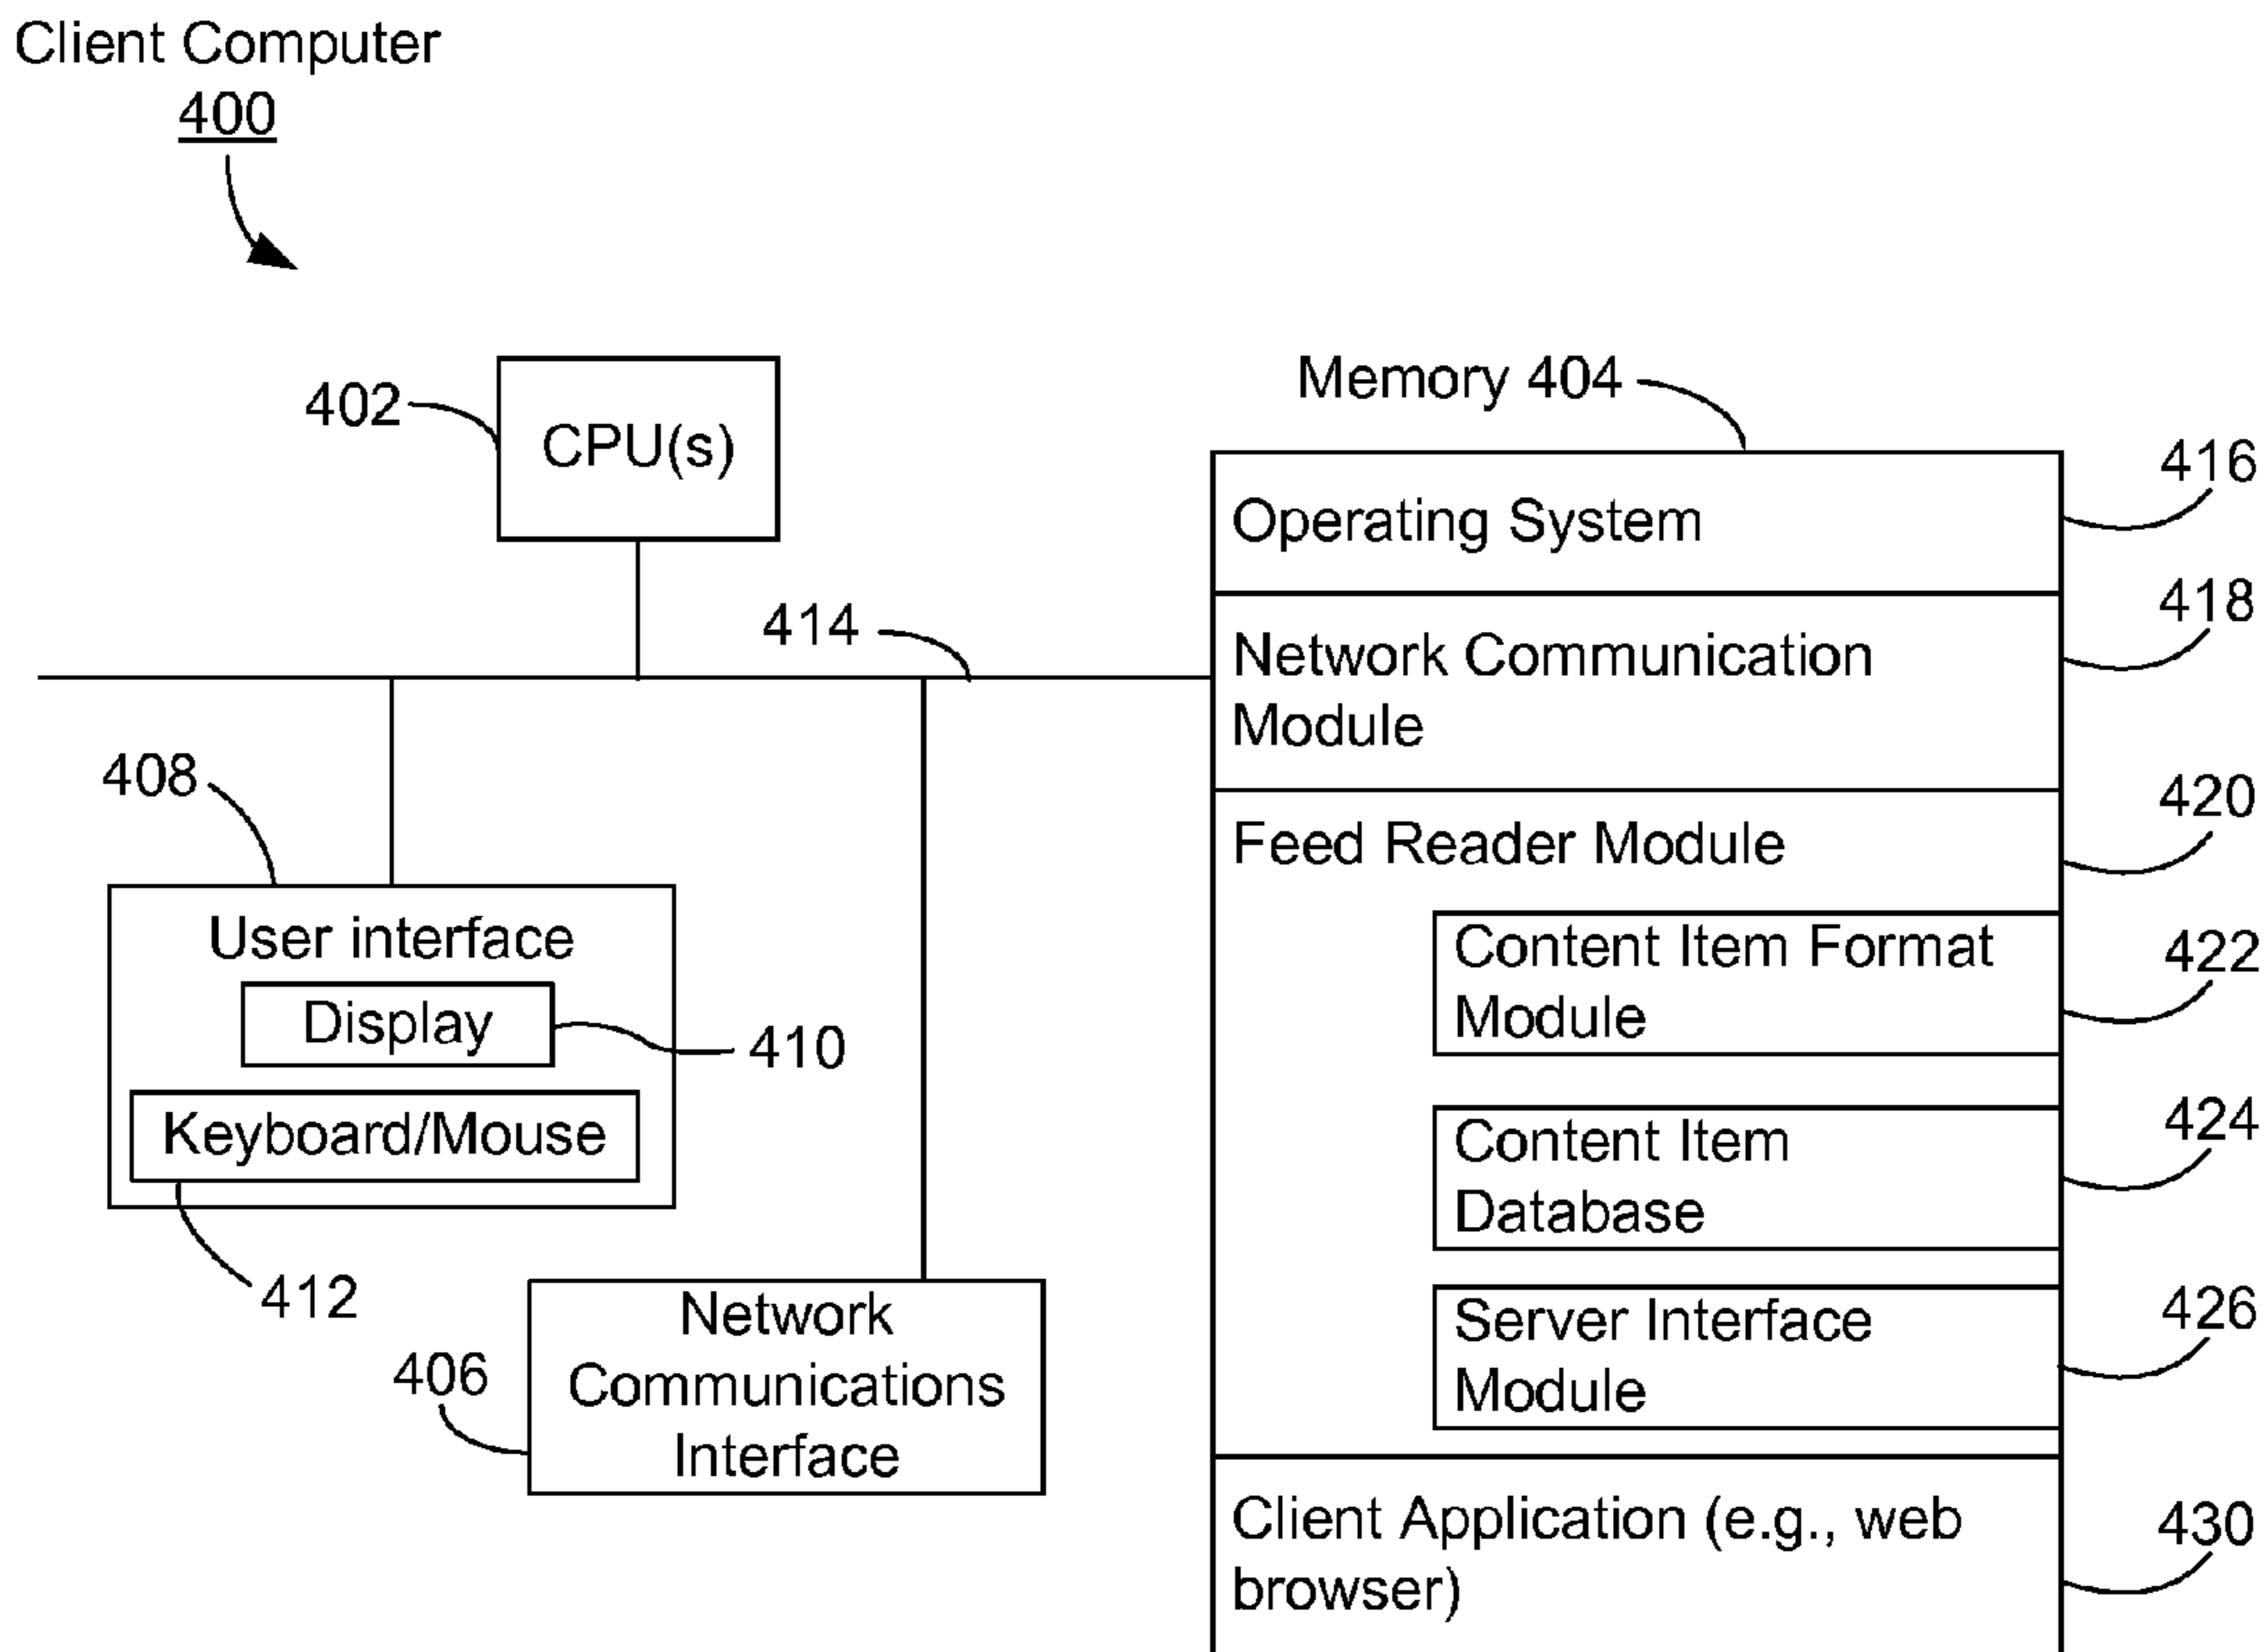 Client Computer
400
402
CPU(s)
414
408
User interface
Display
410
Keyboard/Mouse
412
406
Network
Communications
Interface
Memory 404
Operating System
416
Network Communication
Module
418
Feed Reader Module
420
Content Item Format
Module
422
Content Item
Database
424
Server Interface
Module
426
Client Application (e.g., web
browser)
430